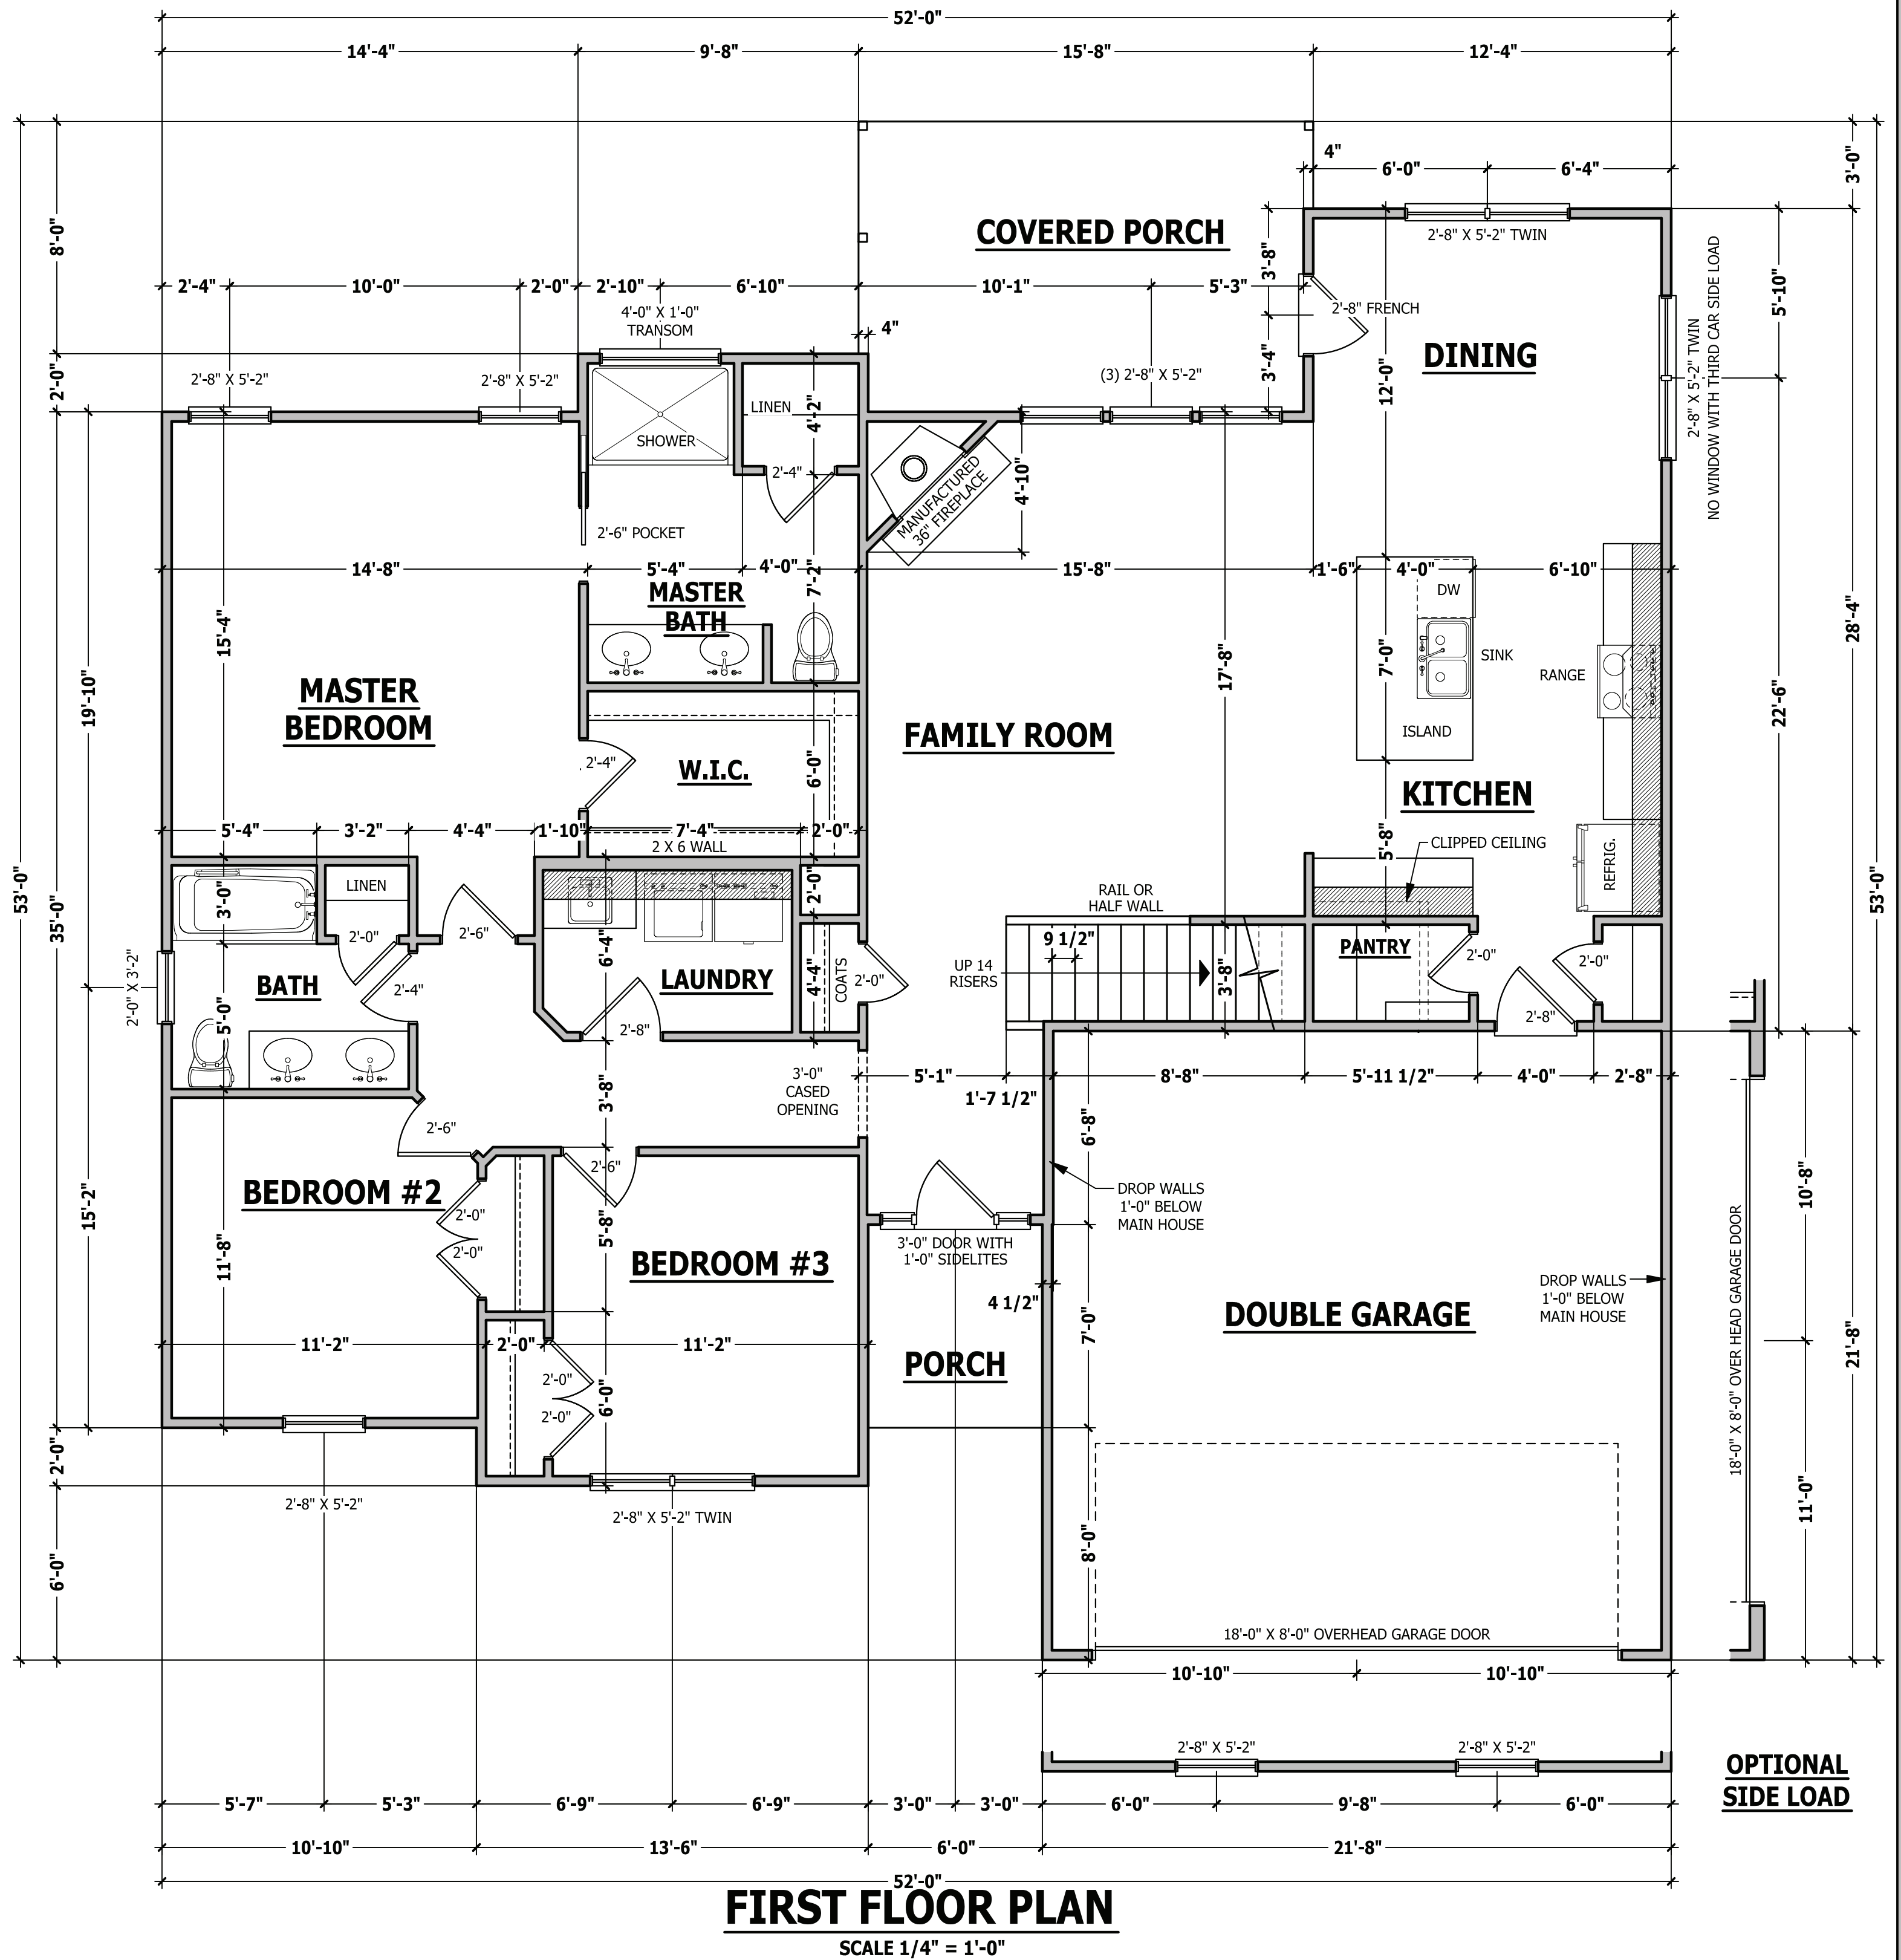 52'-0"
14'-4" 9'-8" 15'-8" 12'-4"
4"
6'-0" 6'-4"
3'-0"
8'-0"
COVERED PORCH
2'-8" X 5'-2" TWIN
3'-8"
2'-4" 10'-0" 2'-0" 2'-10" 6'-10" 10'-1" 5'-3"
5'-10"
4'-0" X 1'-0"
TRANSOM
4"
2'-8" FRENCH
2'-8" X 5'-2" TWIN
NO WINDOW WITH THIRD CAR SIDE LOAD
DINING
3'-4"
12'-0"
2'-0"
2'-8" X 5'-2"
2'-8" X 5'-2"
(3) 2'-8" X 5'-2"
LINEN
4'-2"
SHOWER
2'-4"
MANUFACTURED
36" FIREPLACE
4'-10"
2'-6" POCKET
14'-8" 5'-4" 4'-0" 15'-8" 1'-6" 4'-0" 6'-10"
7'-2"
MASTER
BATH
DW
15'-4"
28'-4"
SINK
RANGE
17'-8"
7'-0"
19'-10"
MASTER
BEDROOM
22'-6"
FAMILY ROOM
ISLAND
2'-4"
W.I.C.
6'-0"
KITCHEN
5'-4" 3'-2" 4'-4" 1'-10" 7'-4" 2'-0"
2 X 6 WALL
5'-8"
CLIPPED CEILING
REFRIG.
53'-0"
35'-0"
53'-0"
LINEN
3'-0"
2'-0"
RAIL OR
HALF WALL
2'-0"
2'-6"
6'-4"
9 1/2"
PANTRY
2'-0"
2'-0"
UP 14
RISERS
3'-8"
2'-0" X 3'-2"
BATH
2'-4"
LAUNDRY
4'-4"
COATS
2'-0"
5'-0"
2'-8"
2'-8"
3'-0"
CASED
OPENING
5'-1" 8'-8" 5'-11 1/2" 4'-0" 2'-8"
1'-7 1/2"
3'-8"
2'-6"
6'-8"
2'-6"
BEDROOM #2
15'-2"
2'-0"
2'-0"
5'-8"
11'-8"
DROP WALLS
1'-0" BELOW
MAIN HOUSE
10'-8"
3'-0" DOOR WITH
1'-0" SIDELITES
BEDROOM #3
DROP WALLS
1'-0" BELOW
MAIN HOUSE
4 1/2"
DOUBLE GARAGE
7'-0"
21'-8"
18'-0" X 8'-0" OVER HEAD GARAGE DOOR
11'-2" 2'-0" 11'-2"
PORCH
2'-0"
2'-0"
6'-0"
2'-0"
2'-8" X 5'-2"
2'-8" X 5'-2" TWIN
11'-0"
6'-0"
8'-0"
18'-0" X 8'-0" OVERHEAD GARAGE DOOR
10'-10" 10'-10"
2'-8" X 5'-2" 2'-8" X 5'-2"
OPTIONAL
SIDE LOAD
5'-7" 5'-3" 6'-9" 6'-9" 3'-0" 3'-0" 6'-0" 9'-8" 6'-0"
10'-10" 13'-6" 6'-0" 21'-8"
52'-0"
FIRST FLOOR PLAN
SCALE 1/4" = 1'-0"